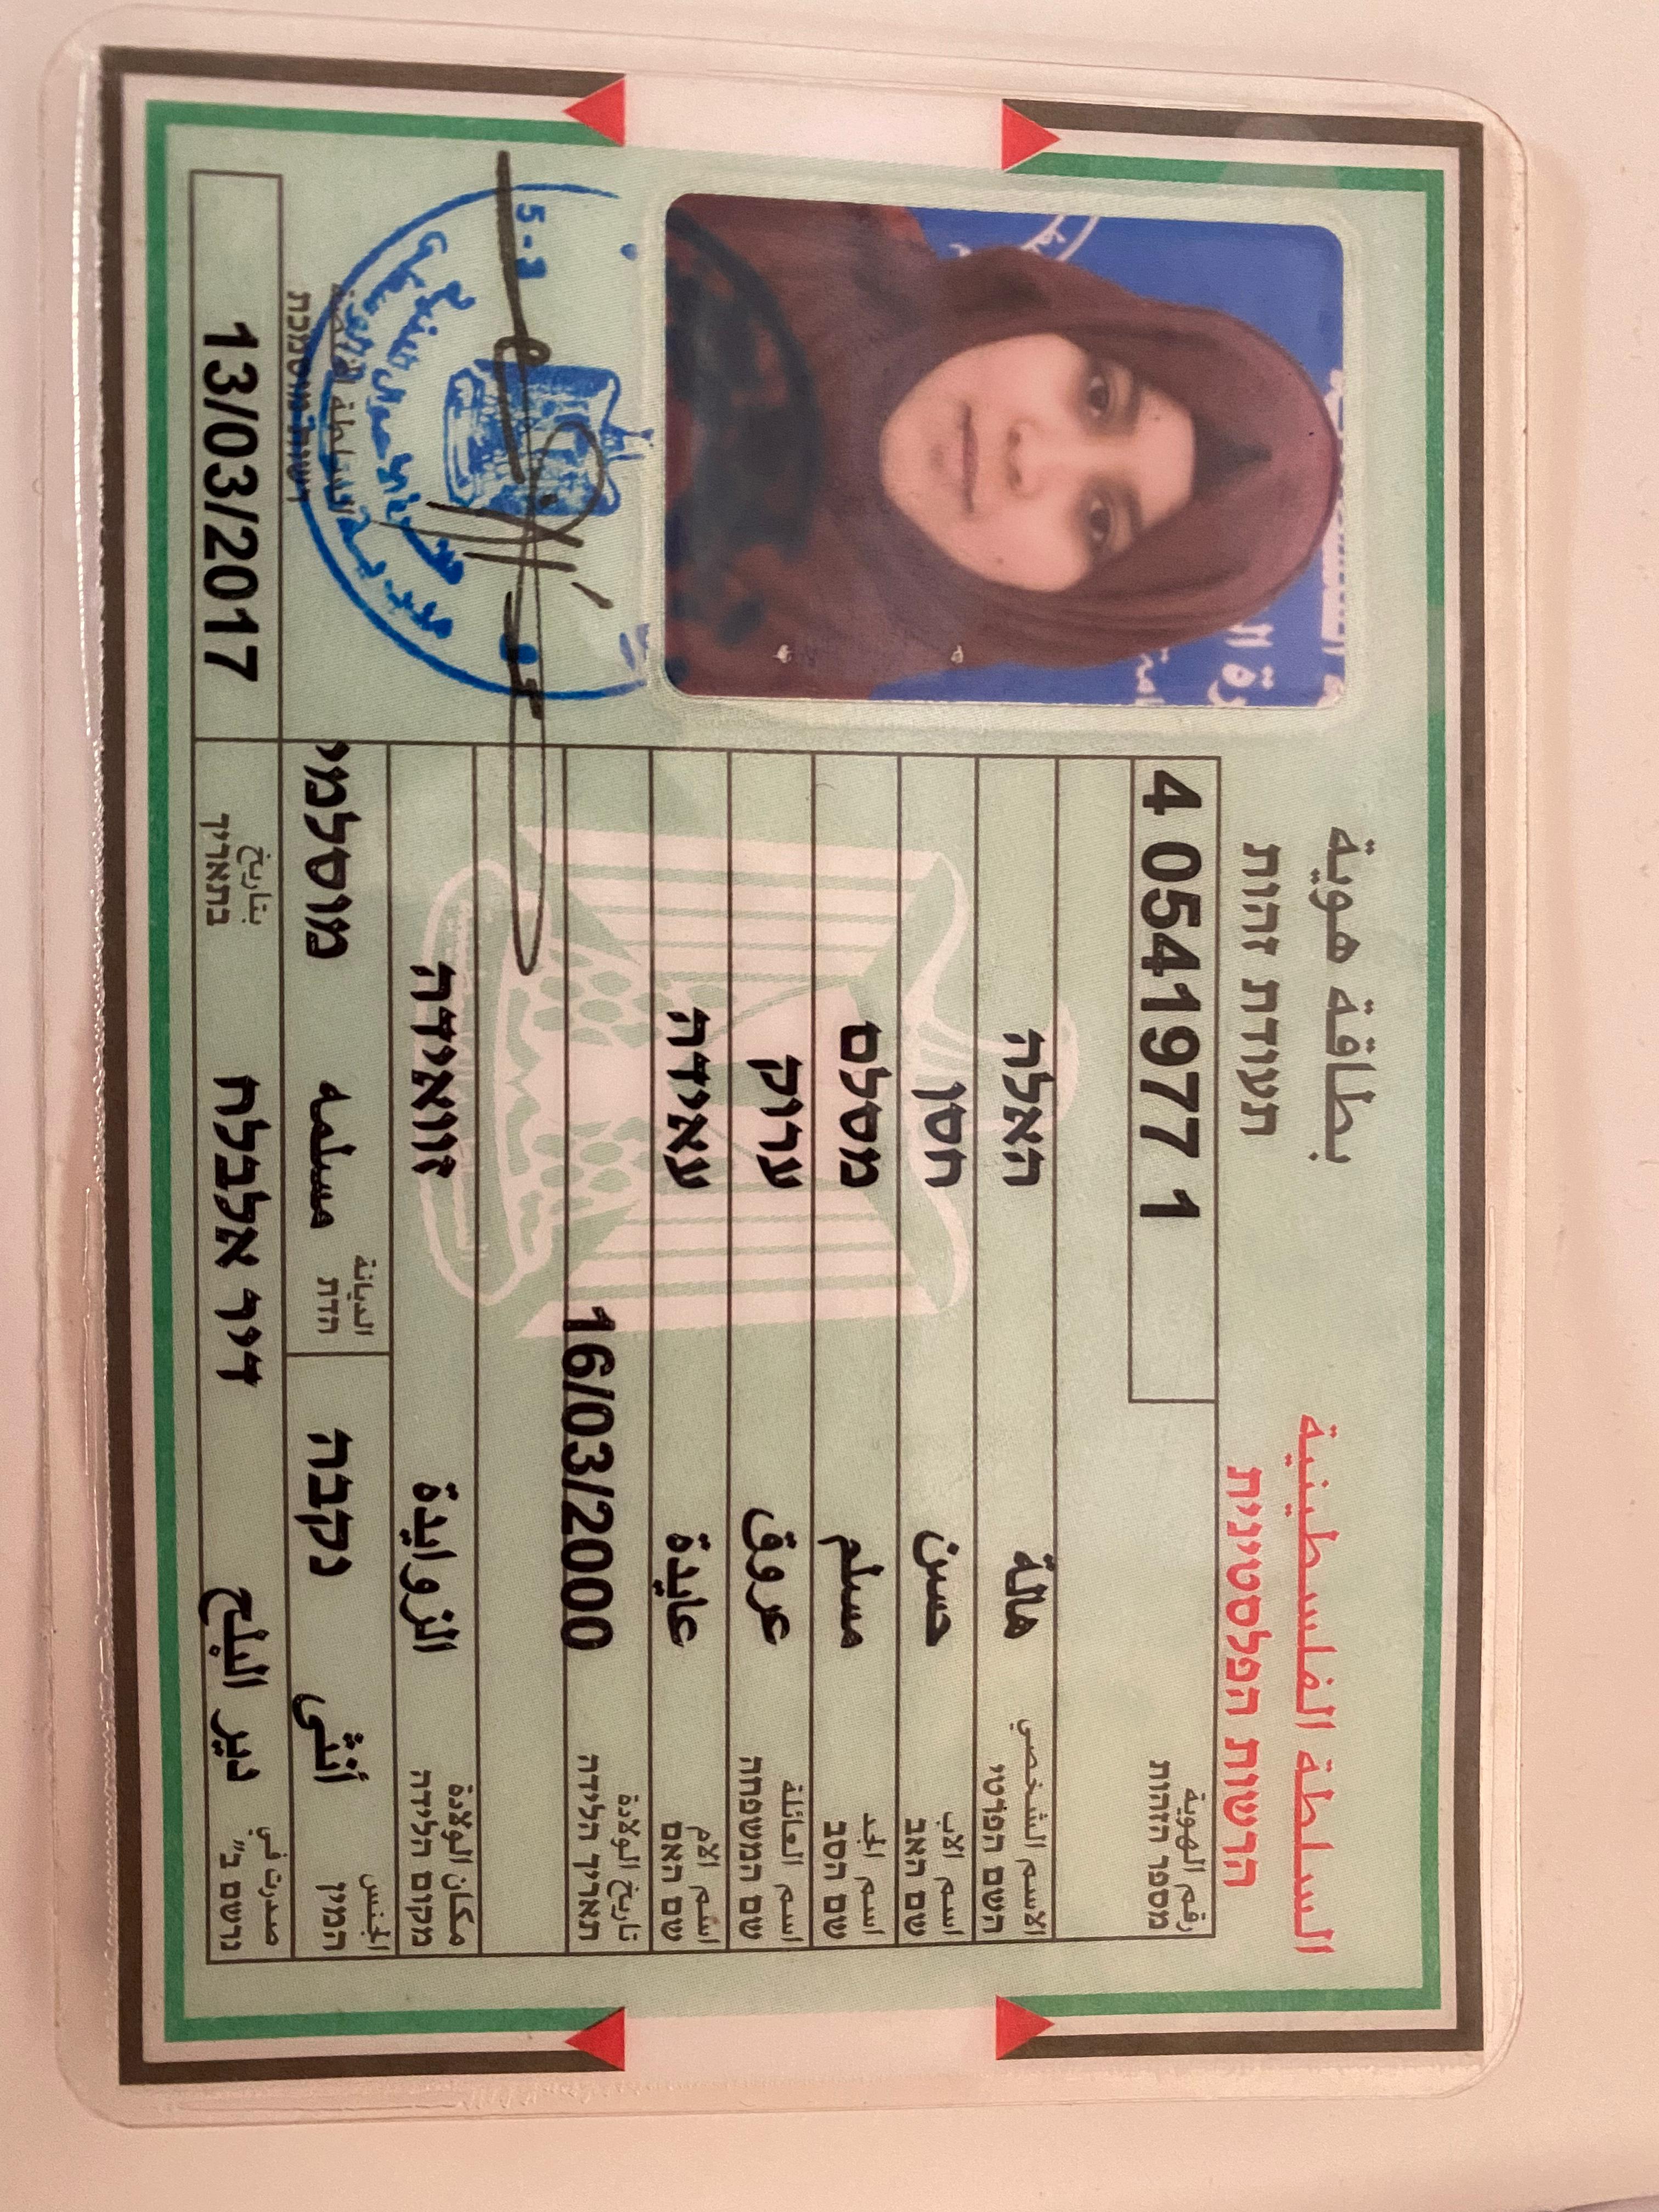 السلطة الفلسطينية بطاقة هوية
הרשות הפלסטינית תעודת זהות
رقم الهوية
מספר הזהות 4 0541977 1
الاسم الشخصي
השם הפרטי هالة האלה
اسم الاب
שם האב حسن חסן
اسم الجد
שם הסב مسلم מסלם
اسم العائلة
שם המשפחה عروق ערוק
اسم الام
שם האם عايدة עאידה
تاريخ الولادة
תאריך הלידה 16/03/2000
مكان الولادة
מקום הלידה الزوايدة זוואידה
الجنس
המין أنثى נקבה
الديانة
הדת مسلمه מוסלמי
صدرت في
נרשם ב" دير البلح דיר אלבלח
بتاريخ
בתאריך 13/03/2017